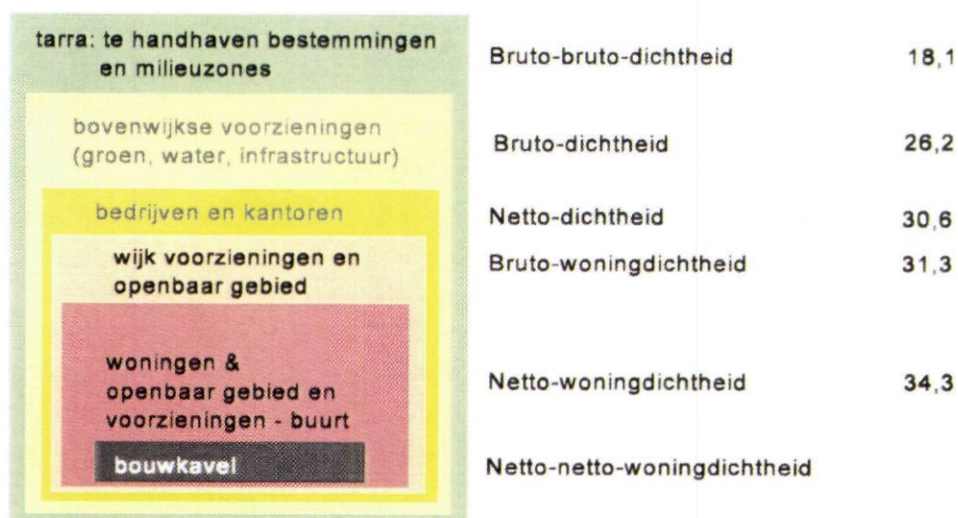 tarra: te handhaven bestemmingen
en milieuzones
Bruto-bruto-dichtheid 18,1
bovenwijkse voorzieningen
(groen, water, infrastructuur)
Bruto-dichtheid 26,2
bedrijven en kantoren
Netto-dichtheid 30,6
wijk voorzieningen en
openbaar gebied
Bruto-woningdichtheid 31,3
woningen &
openbaar gebied en
voorzieningen - buurt
Netto-woningdichtheid 34,3
bouwkavel
Netto-netto-woningdichtheid